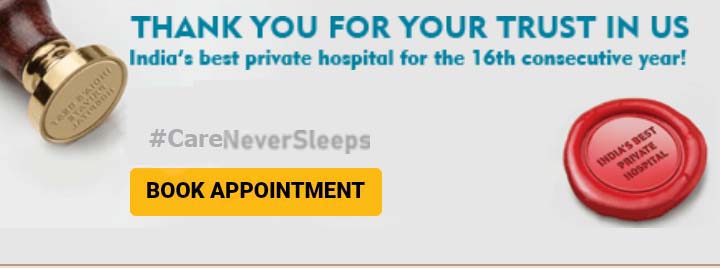 THANK YOU FOR YOUR TRUST IN US
India's best private hospital for the 16th consecutive year!
#CareNeverSleeps
BOOK APPOINTMENT
INDIA'S BEST
PRIVATE
HOSPITAL